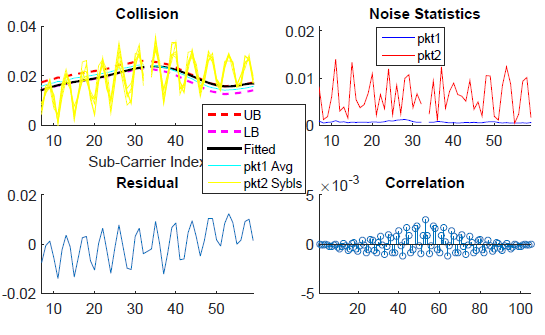 Collision
0.04
0.02
0
10 20 30 40
Sub-Carrier Index
UB
LB
Fitted
pkt1 Avg
pkt2 Sybls
Noise Statistics
0.02
0.01
0
10 20 30 40 50
pkt1
pkt2
Residual
0.02
0
-0.02
10 20 30 40 50
Correlation
×10⁻³
5
0
-5
20 40 60 80 100